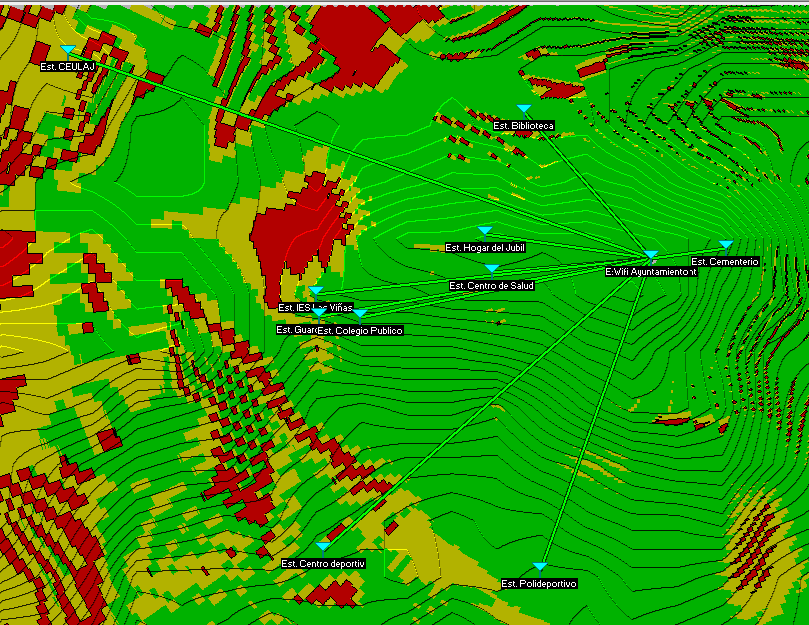 Est. CEULAJ
Est. Biblioteca
Est. Hogar del Jubil
Est. Cementerio
Wifi Ayuntamiento
Est. Centro de Salud
Est. IES Las Viñas
Est. Guar
Est. Colegio Publico
Est. Centro deportiv
Est. Polideportivo